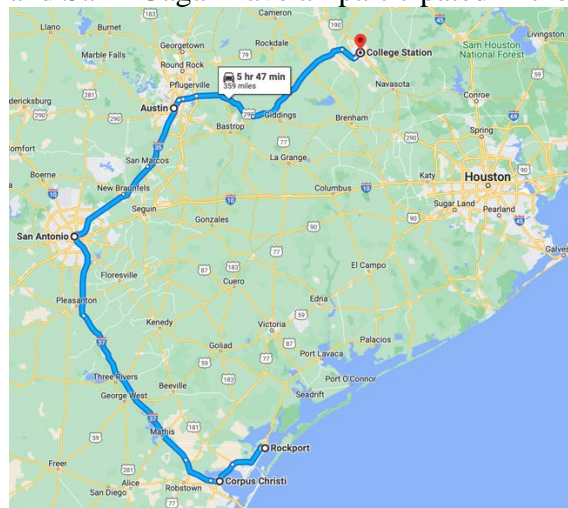 Llano
Burnet
Cameron
Livingston
Marble Falls
Georgetown
Rockdale
Round Rock
College Station
Sam Houston
National Forest
Pflugerville
5 hr 47 min
359 miles
Navasota
Conroe
Austin
Giddings
Bastrop
Brenham
Spring
San Marcos
La Grange
Boerne
New Braunfels
Houston
Katy
Seguin
Columbus
Sugar Land
Pearland
San Antonio
Gonzales
Floresville
El Campo
Cuero
Pleasanton
Edna
Kenedy
Victoria
Palacios
Goliad
Port Lavaca
Three Rivers
Beeville
Port O'Connor
George West
Seadrift
Mathis
Rockport
Freer
Alice
Corpus Christi
San Diego
Robstown